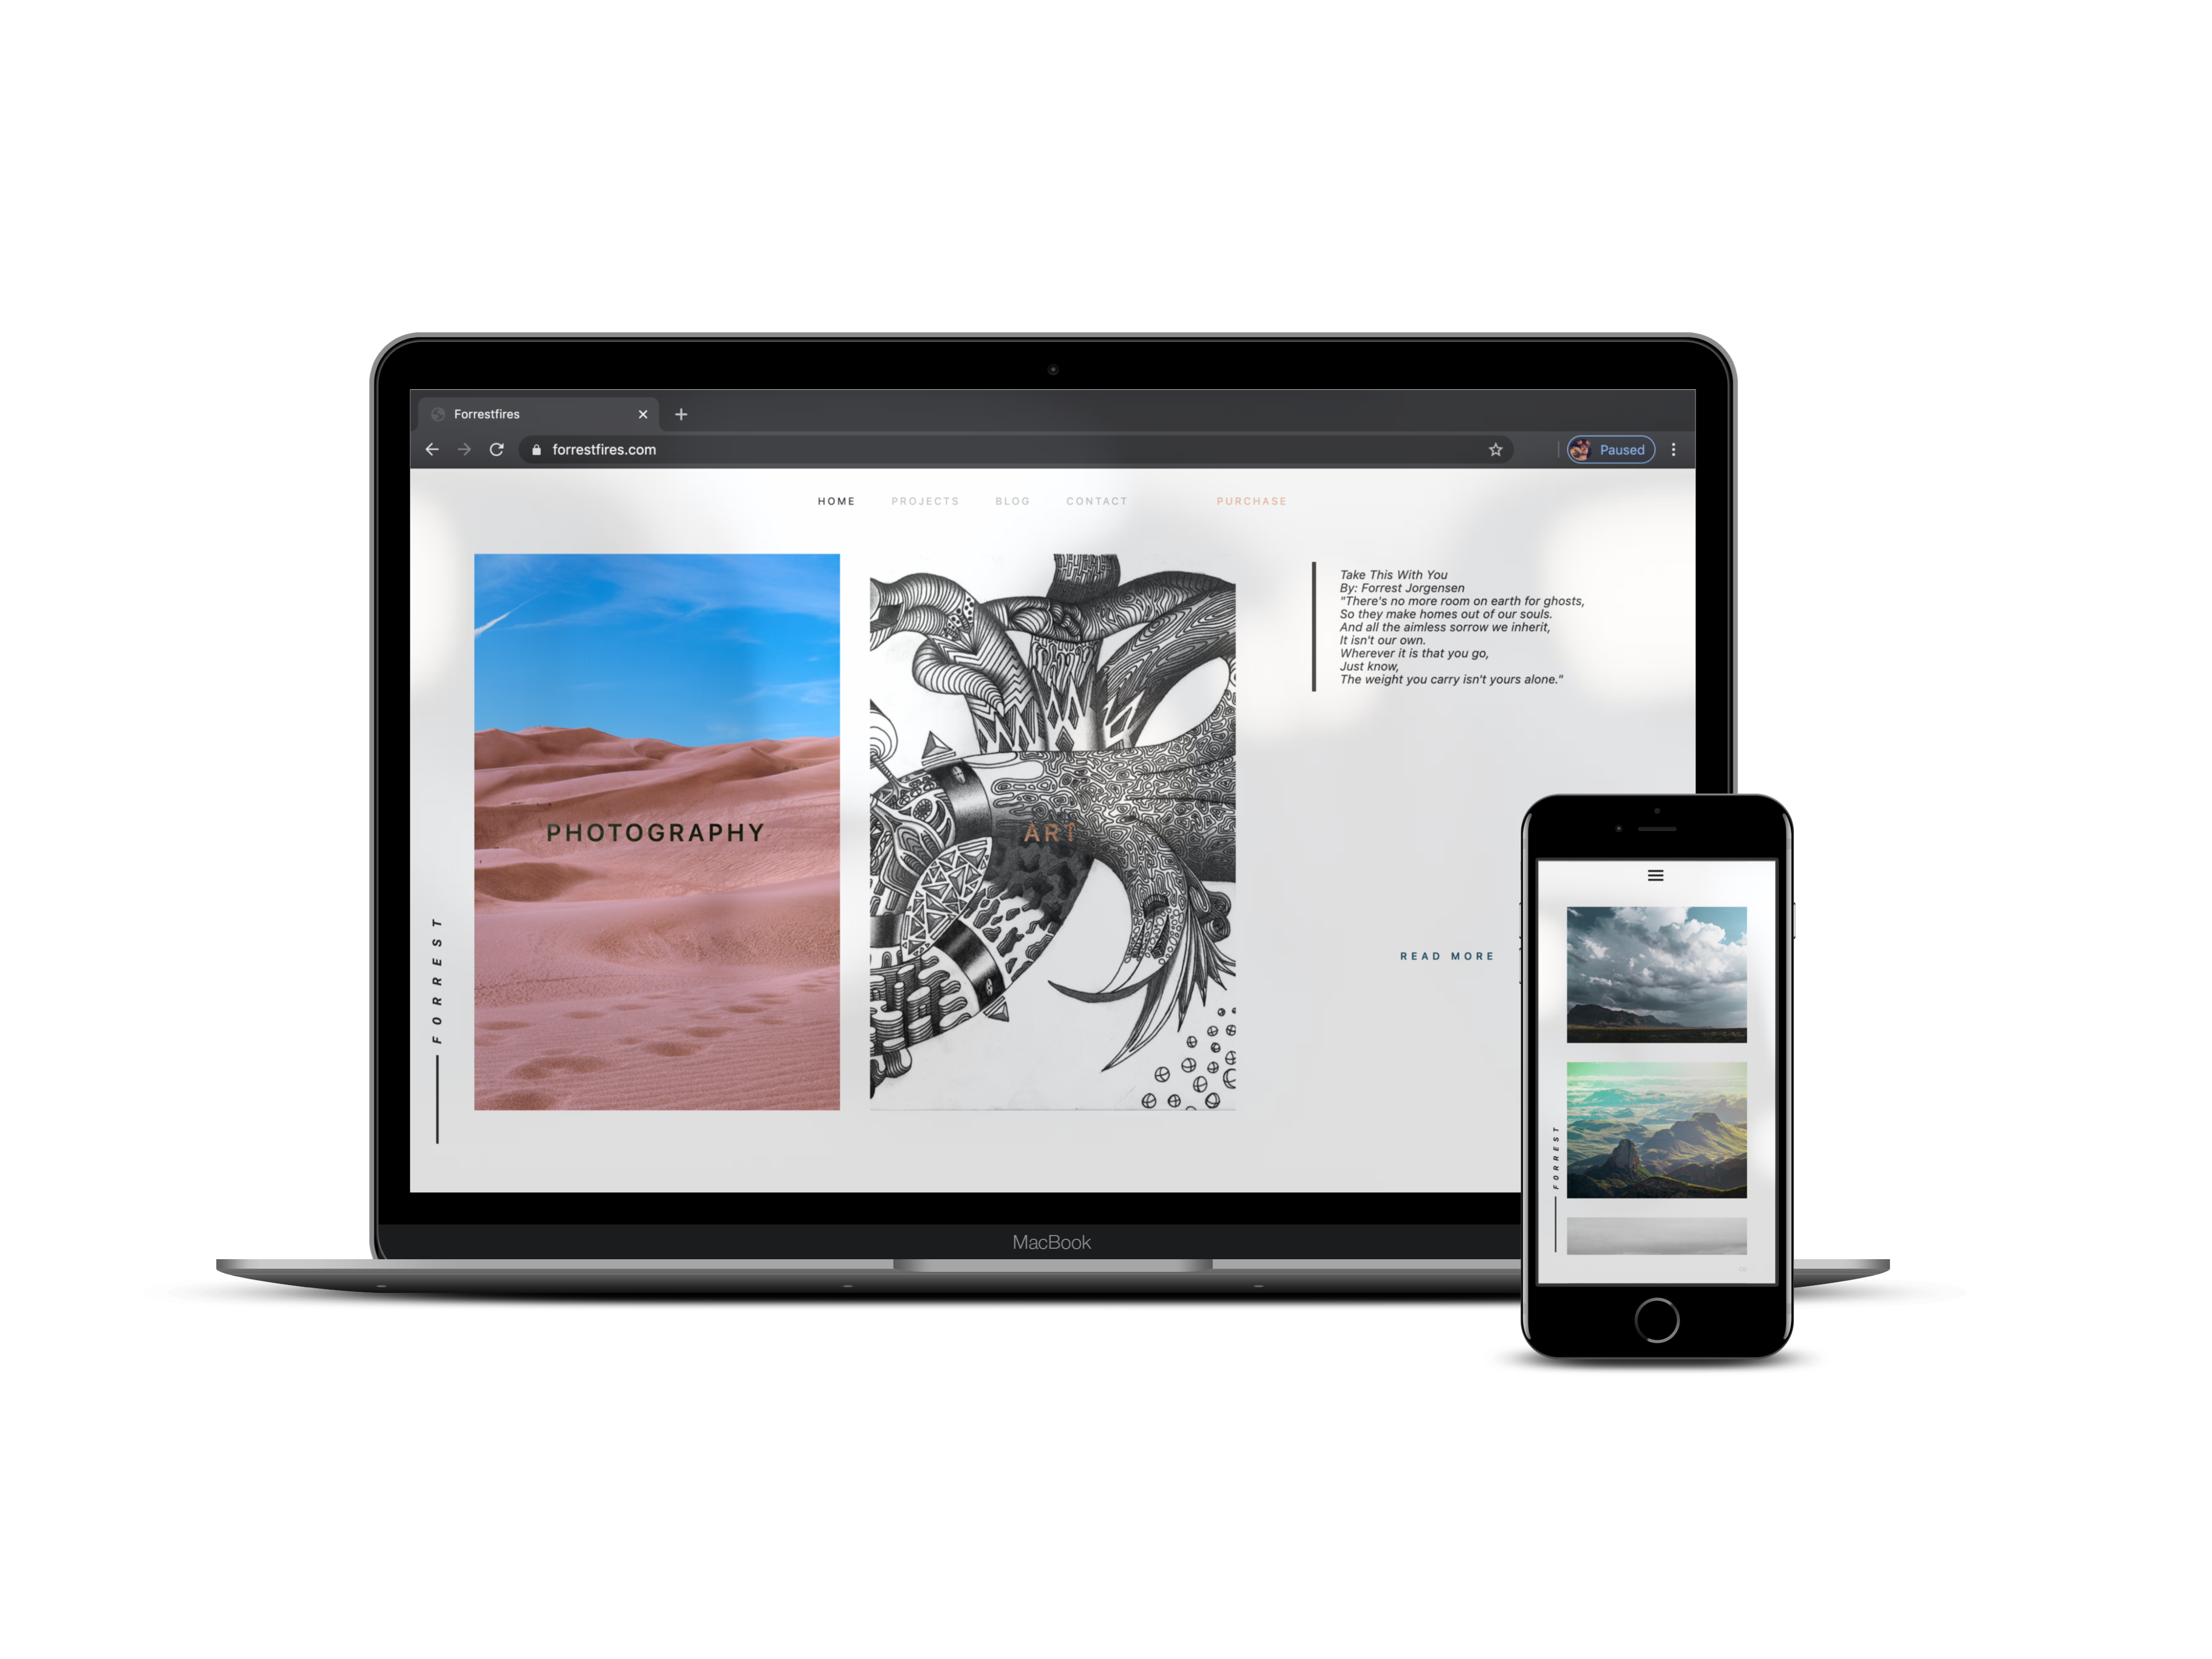 Forrestfires
forrestfires.com
Paused
HOME PROJECTS BLOG CONTACT PURCHASE
PHOTOGRAPHY
ART
Take This With You
By: Forrest Jorgensen
"There's no more room on earth for ghosts,
So they make homes out of our souls.
And all the aimless sorrow we inherit,
It isn't our own.
Wherever it is that you go,
Just know,
The weight you carry isn't yours alone."
READ MORE
FORREST
MacBook
FORREST